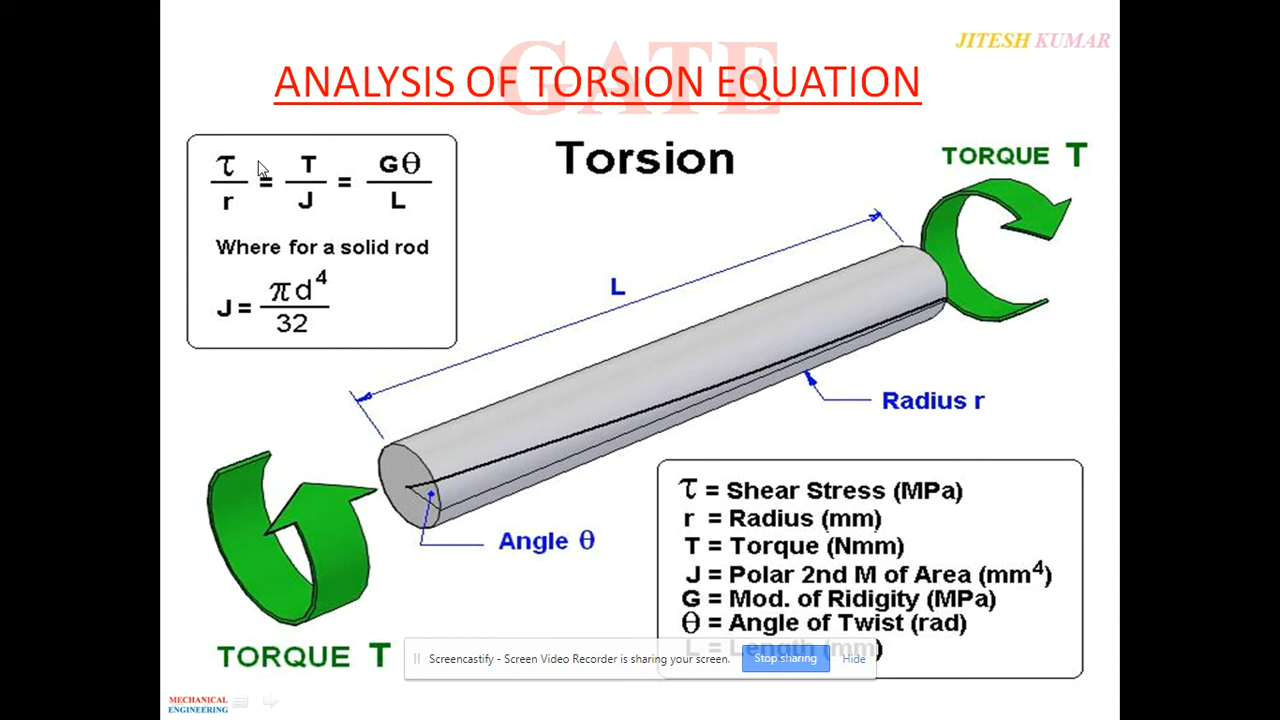 JITESH KUMAR
GATE
ANALYSIS OF TORSION EQUATION
Torsion
TORQUE T
τ/r = T/J = Gθ/L
Where for a solid rod
J = πd⁴/32
L
Radius r
Angle θ
TORQUE T
τ = Shear Stress (MPa)
r = Radius (mm)
T = Torque (Nmm)
J = Polar 2nd M of Area (mm⁴)
G = Mod. of Ridigity (MPa)
θ = Angle of Twist (rad)
L = Length (mm)
Screencastify - Screen Video Recorder is sharing your screen.
Stop sharing
Hide
MECHANICAL
ENGINEERING